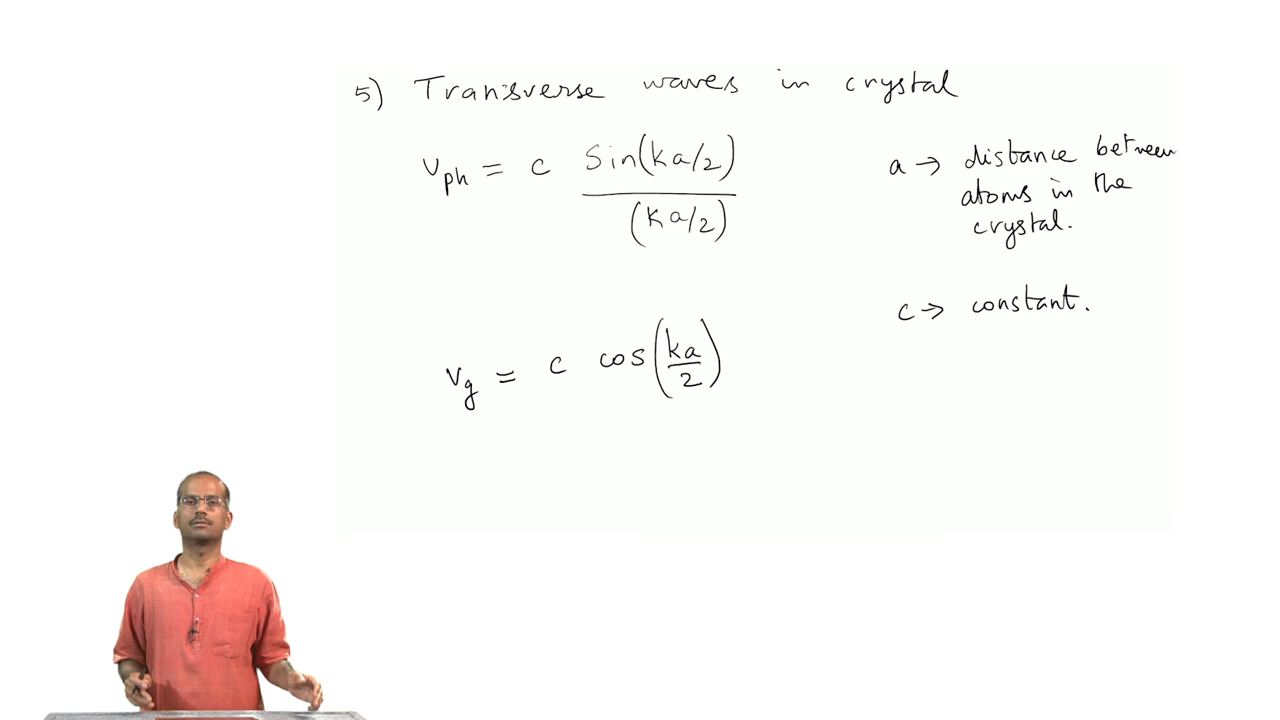 5) Transverse waves in crystal
v_ph = c sin(ka/2) / (ka/2)
a → distance between
atoms in the
crystal.
c → constant.
v_g = c cos(ka/2)